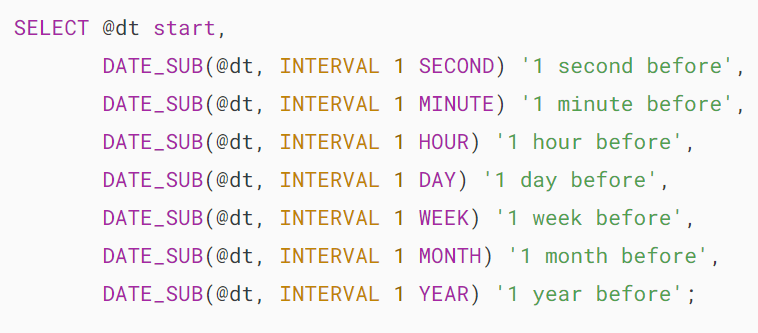 SELECT @dt start,
       DATE_SUB(@dt, INTERVAL 1 SECOND) '1 second before',
       DATE_SUB(@dt, INTERVAL 1 MINUTE) '1 minute before',
       DATE_SUB(@dt, INTERVAL 1 HOUR) '1 hour before',
       DATE_SUB(@dt, INTERVAL 1 DAY) '1 day before',
       DATE_SUB(@dt, INTERVAL 1 WEEK) '1 week before',
       DATE_SUB(@dt, INTERVAL 1 MONTH) '1 month before',
       DATE_SUB(@dt, INTERVAL 1 YEAR) '1 year before';